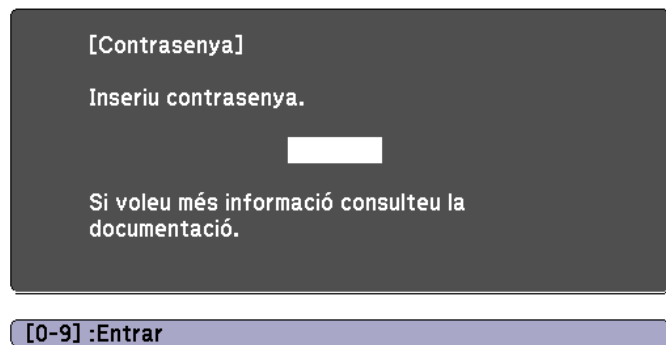 [Contrasenya]
Inseriu contrasenya.
Si voleu més informació consulteu la
documentació.
[0-9] :Entrar